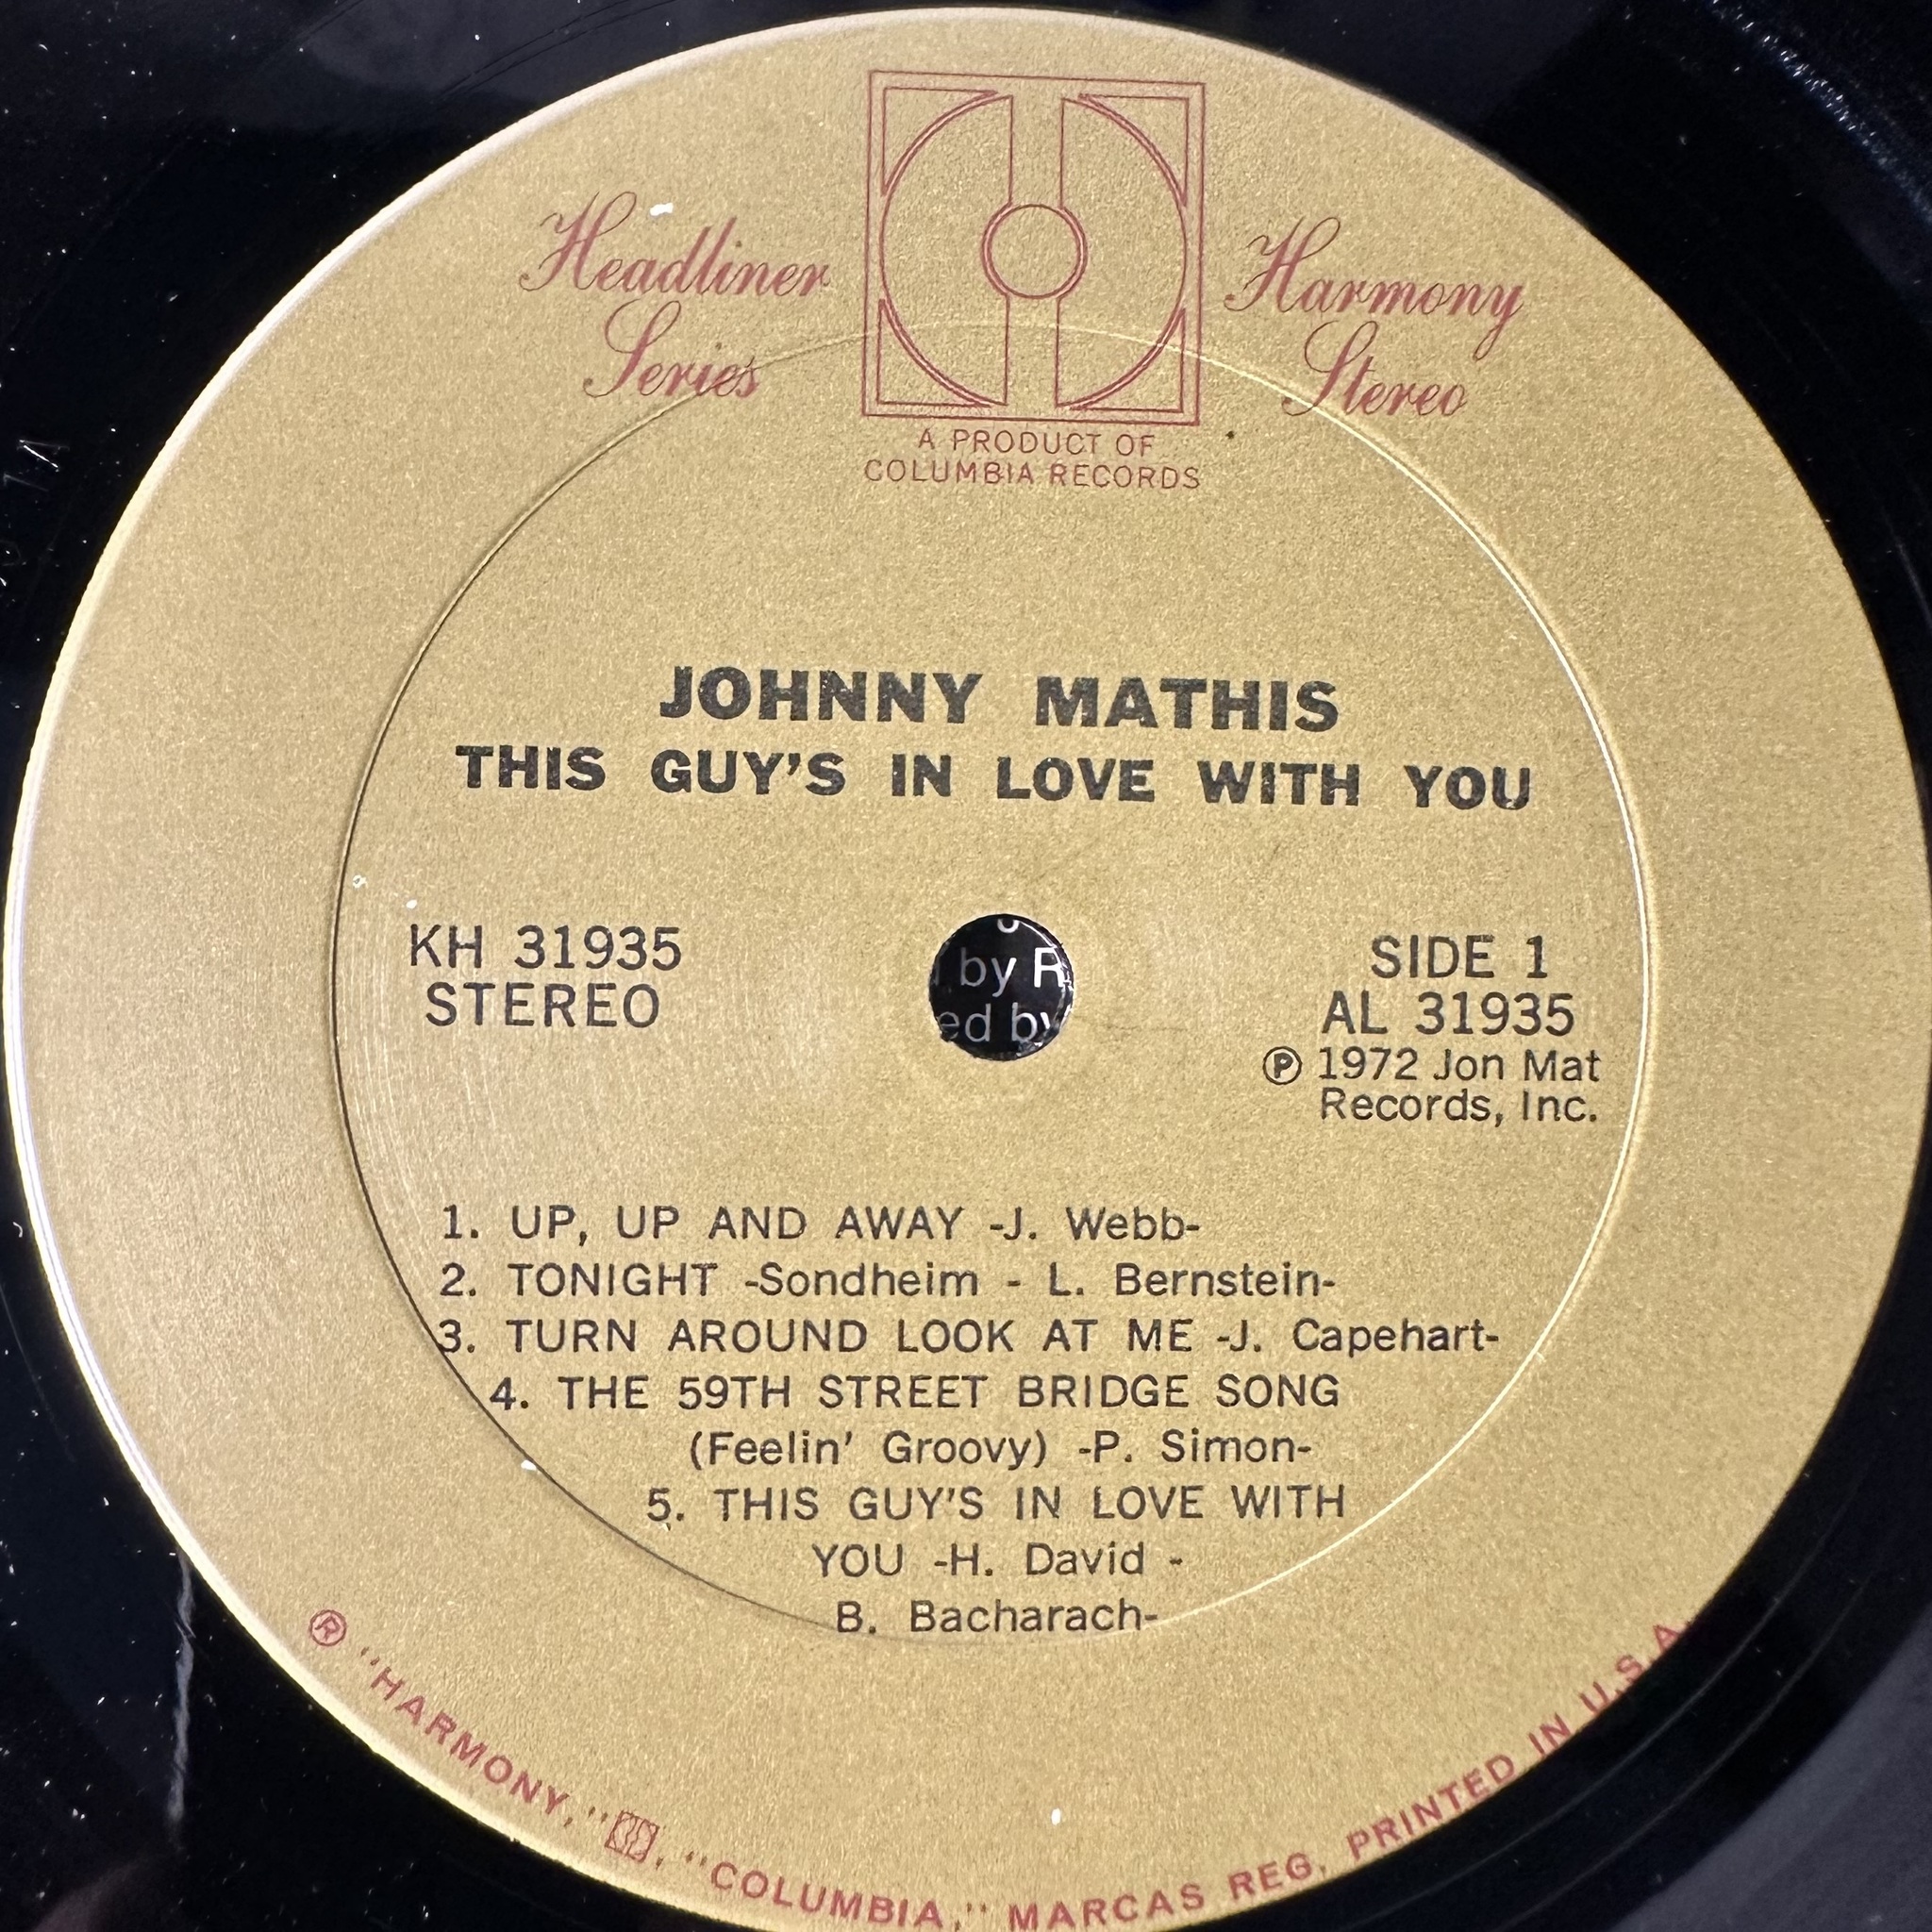 Headliner
Series
Harmony
Stereo
A PRODUCT OF
COLUMBIA RECORDS
JOHNNY MATHIS
THIS GUY'S IN LOVE WITH YOU
KH 31935
STEREO
by R
ed by
SIDE 1
AL 31935
Ⓟ 1972 Jon Mat
Records, Inc.
1. UP, UP AND AWAY -J. Webb-
2. TONIGHT -Sondheim - L. Bernstein-
3. TURN AROUND LOOK AT ME -J. Capehart-
4. THE 59TH STREET BRIDGE SONG
(Feelin' Groovy) -P. Simon-
5. THIS GUY'S IN LOVE WITH
YOU -H. David -
B. Bacharach-
® "HARMONY," , "COLUMBIA," MARCAS REG. PRINTED IN U.S.A.